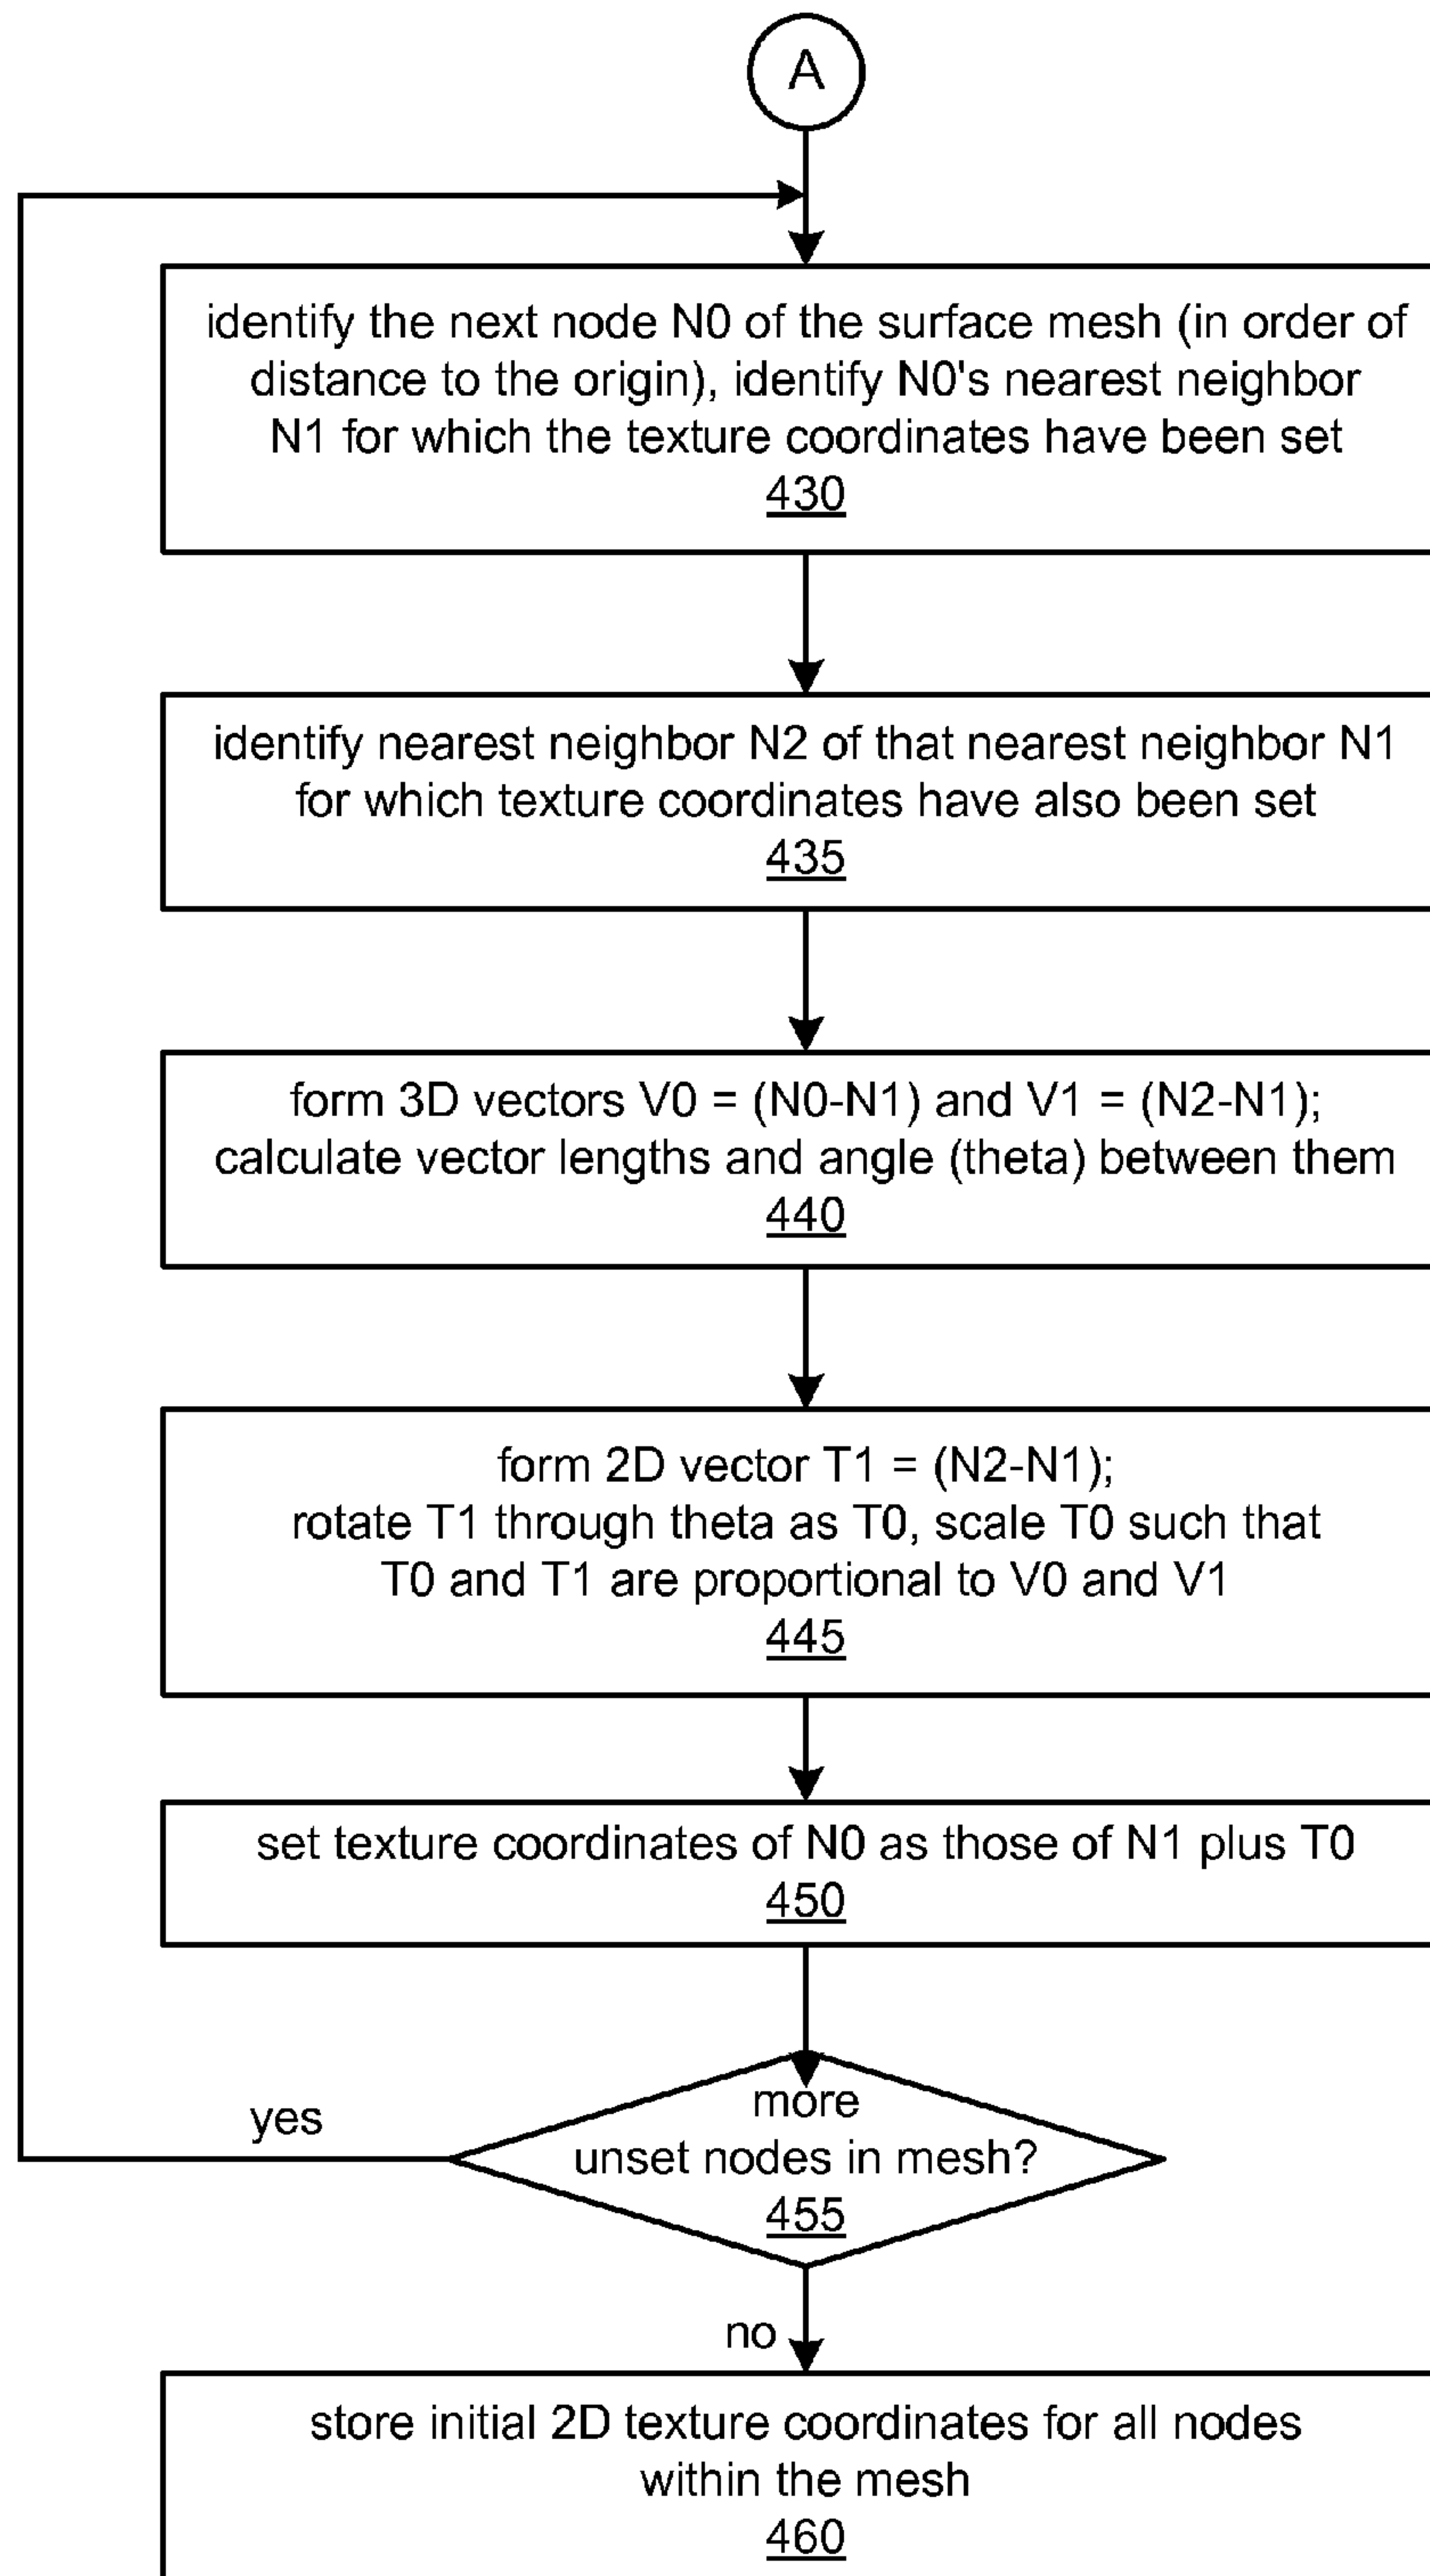 A
identify the next node N0 of the surface mesh (in order of
distance to the origin), identify N0's nearest neighbor
N1 for which the texture coordinates have been set
430
identify nearest neighbor N2 of that nearest neighbor N1
for which texture coordinates have also been set
435
form 3D vectors V0 = (N0-N1) and V1 = (N2-N1);
calculate vector lengths and angle (theta) between them
440
form 2D vector T1 = (N2-N1);
rotate T1 through theta as T0, scale T0 such that
T0 and T1 are proportional to V0 and V1
445
set texture coordinates of N0 as those of N1 plus T0
450
yes
more
unset nodes in mesh?
455
no
store initial 2D texture coordinates for all nodes
within the mesh
460